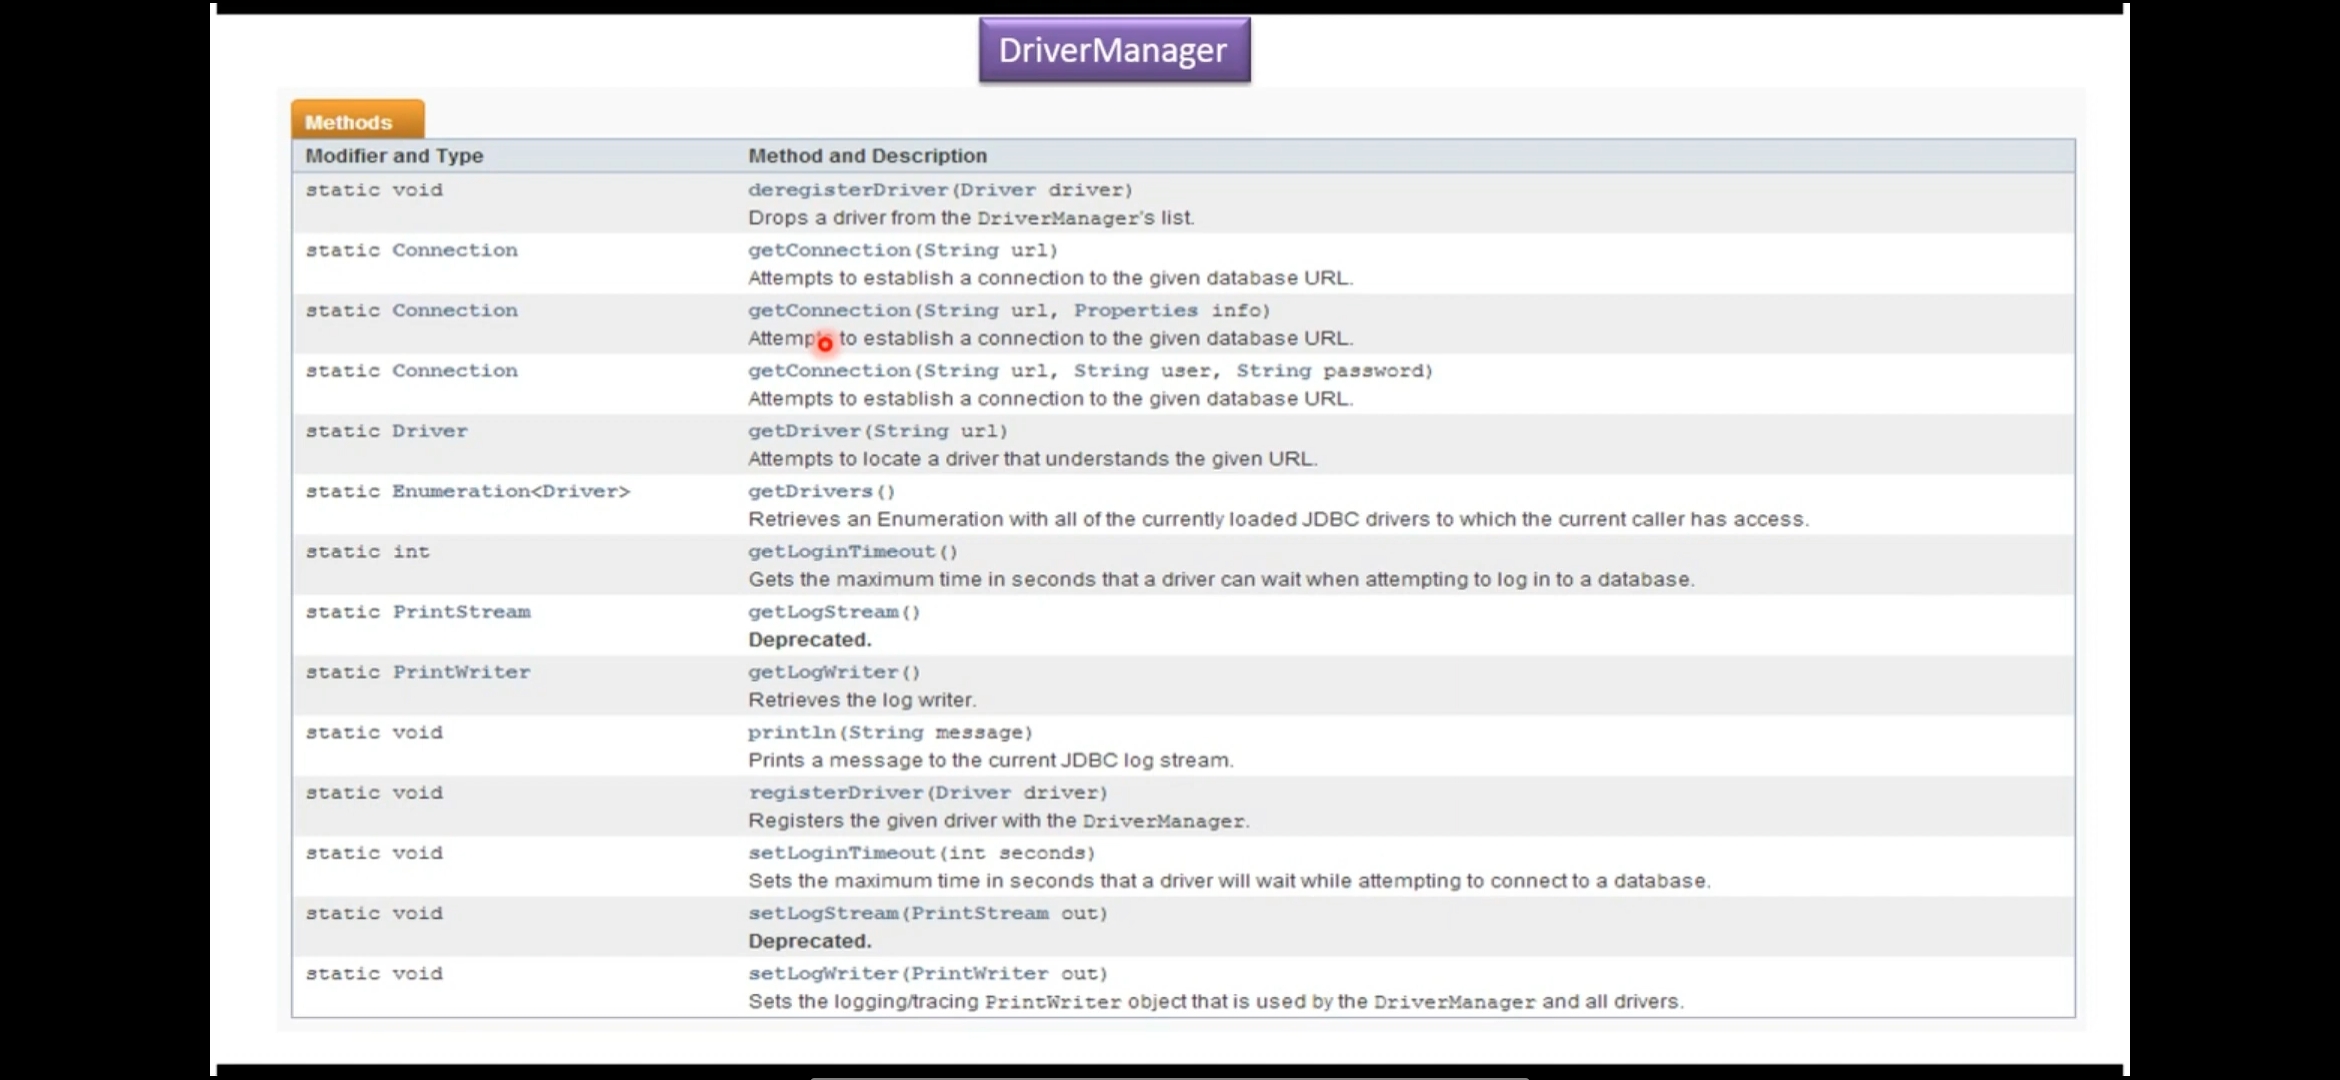 DriverManager
Methods
Modifier and Type Method and Description
static void deregisterDriver(Driver driver)
Drops a driver from the DriverManager's list.
static Connection getConnection(String url)
Attempts to establish a connection to the given database URL.
static Connection getConnection(String url, Properties info)
Attempts to establish a connection to the given database URL.
static Connection getConnection(String url, String user, String password)
Attempts to establish a connection to the given database URL.
static Driver getDriver(String url)
Attempts to locate a driver that understands the given URL.
static Enumeration<Driver> getDrivers()
Retrieves an Enumeration with all of the currently loaded JDBC drivers to which the current caller has access.
static int getLoginTimeout()
Gets the maximum time in seconds that a driver can wait when attempting to log in to a database.
static PrintStream getLogStream()
Deprecated.
static PrintWriter getLogWriter()
Retrieves the log writer.
static void println(String message)
Prints a message to the current JDBC log stream.
static void registerDriver(Driver driver)
Registers the given driver with the DriverManager.
static void setLoginTimeout(int seconds)
Sets the maximum time in seconds that a driver will wait while attempting to connect to a database.
static void setLogStream(PrintStream out)
Deprecated.
static void setLogWriter(PrintWriter out)
Sets the logging/tracing PrintWriter object that is used by the DriverManager and all drivers.